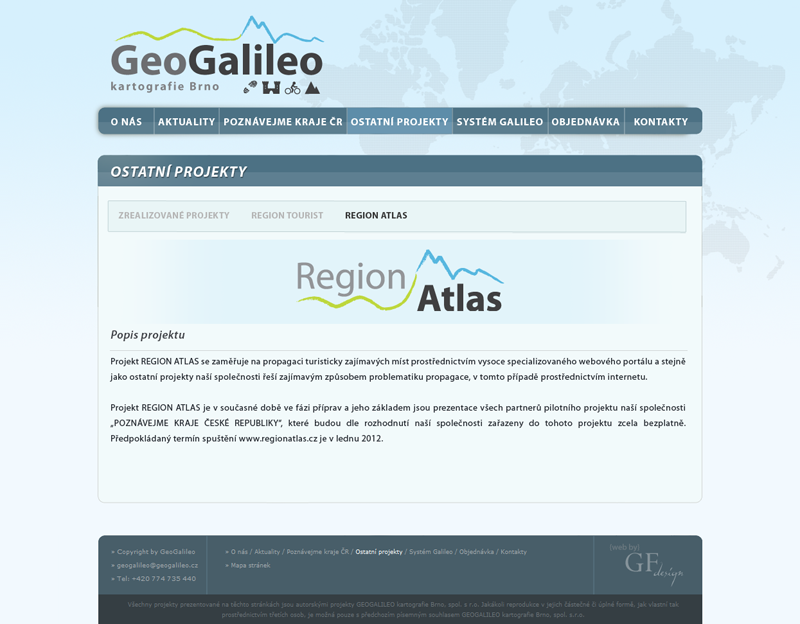 GeoGalileo
kartografie Brno
O NÁS AKTUALITY POZNÁVEJME KRAJE ČR OSTATNÍ PROJEKTY SYSTÉM GALILEO OBJEDNÁVKA KONTAKTY
OSTATNÍ PROJEKTY
ZREALIZOVANÉ PROJEKTY REGION TOURIST REGION ATLAS
Region
Atlas
Popis projektu
Projekt REGION ATLAS se zaměřuje na propagaci turisticky zajímavých míst prostřednictvím vysoce specializovaného webového portálu a stejně
jako ostatní projekty naší společnosti řeší zajímavým způsobem problematiku propagace, v tomto případě prostřednictvím internetu.
Projekt REGION ATLAS je v současné době ve fázi příprav a jeho základem jsou prezentace všech partnerů pilotního projektu naší společnosti
„POZNÁVEJME KRAJE ČESKÉ REPUBLIKY", které budou dle rozhodnutí naší společnosti zařazeny do tohoto projektu zcela bezplatně.
Předpokládaný termín spuštění www.regionatlas.cz je v lednu 2012.
» Copyright by GeoGalileo
» geogalileo@geogalileo.cz
» Tel: +420 774 735 440
» O nás / Aktuality / Poznávejme kraje ČR / Ostatní projekty / Systém Galileo / Objednávka / Kontakty
» Mapa stránek
(web by)
GF design
Všechny projekty prezentované na těchto stránkách jsou autorskými projekty GEOGALILEO kartografie Brno, spol. s r.o. Jakákoli reprodukce v jejich částečné či úplné formě, jak vlastní tak
prostřednictvím třetích osob, je možná pouze s předchozím písemným souhlasem GEOGALILEO kartografie Brno, spol. s.r.o.